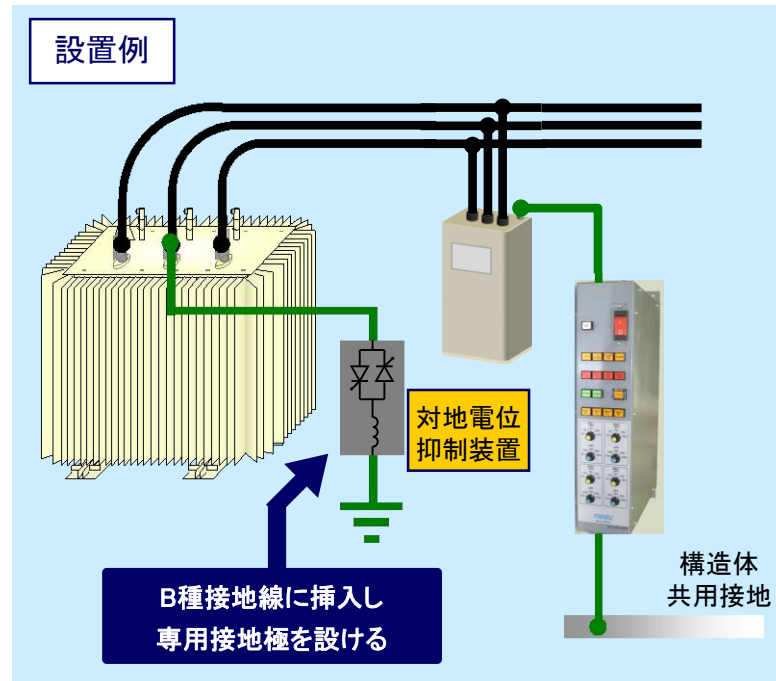 設置例
対地電位
抑制装置
B種接地線に挿入し
専用接地極を設ける
構造体
共用接地